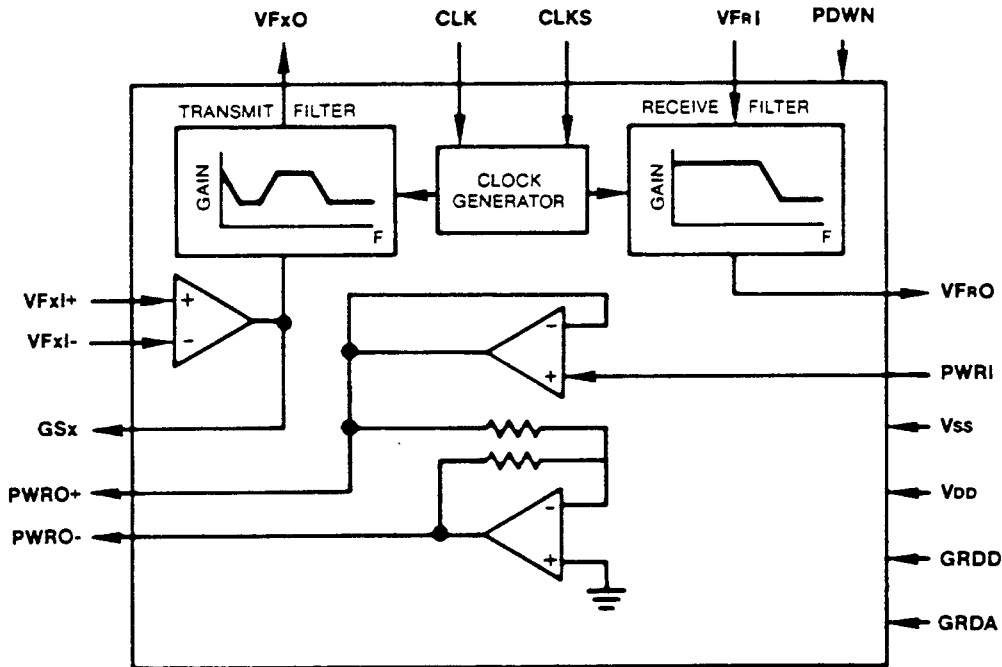 VFxO CLK CLKS VFRI PDWN
TRANSMIT FILTER
RECEIVE FILTER
GAIN
F
CLOCK
GENERATOR
GAIN
F
VFxI+
+
VFxI-
-
VFRO
-
+
PWRI
GSx
VSS
PWRO+
VDD
PWRO-
-
+
GRDD
GRDA